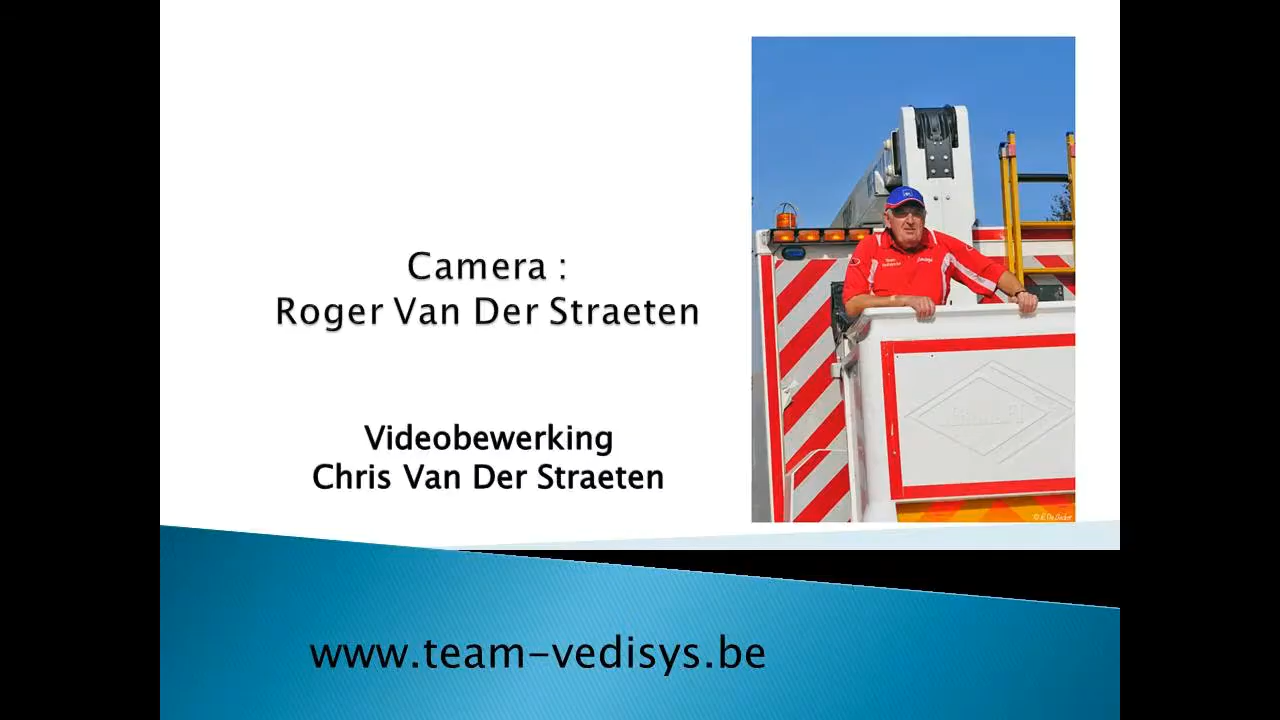 Camera :
Roger Van Der Straeten
Videobewerking
Chris Van Der Straeten
www.team-vedisys.be